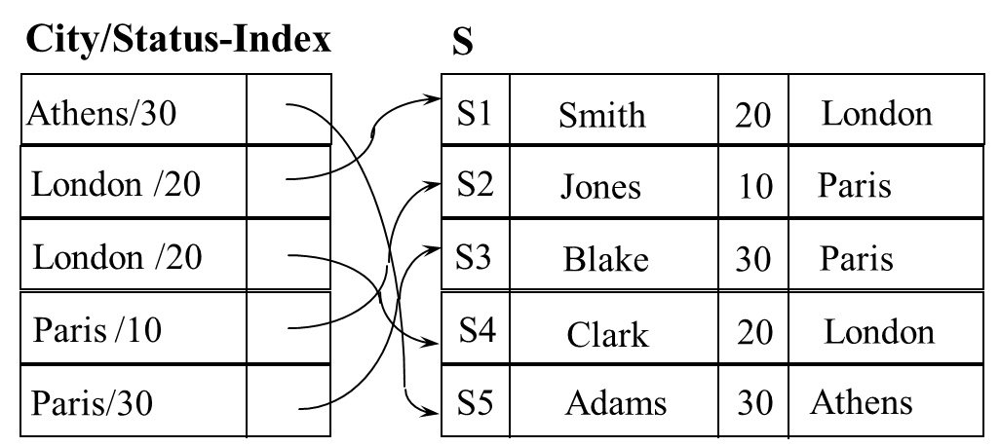 City/Status-Index S
Athens/30 S1 Smith 20 London
London /20 S2 Jones 10 Paris
London /20 S3 Blake 30 Paris
Paris /10 S4 Clark 20 London
Paris/30 S5 Adams 30 Athens